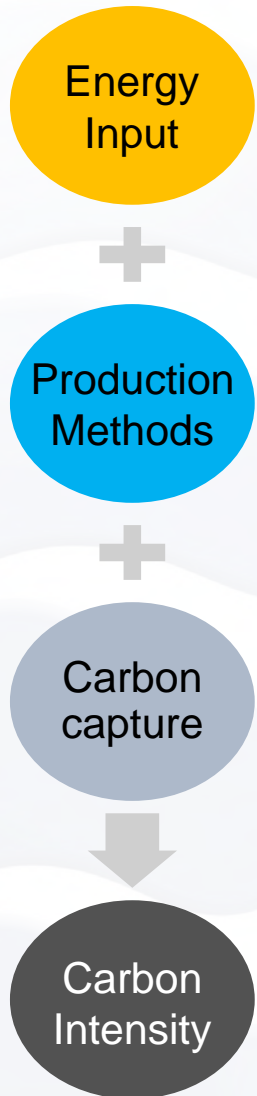 Energy
Input
Production
Methods
Carbon
capture
Carbon
Intensity